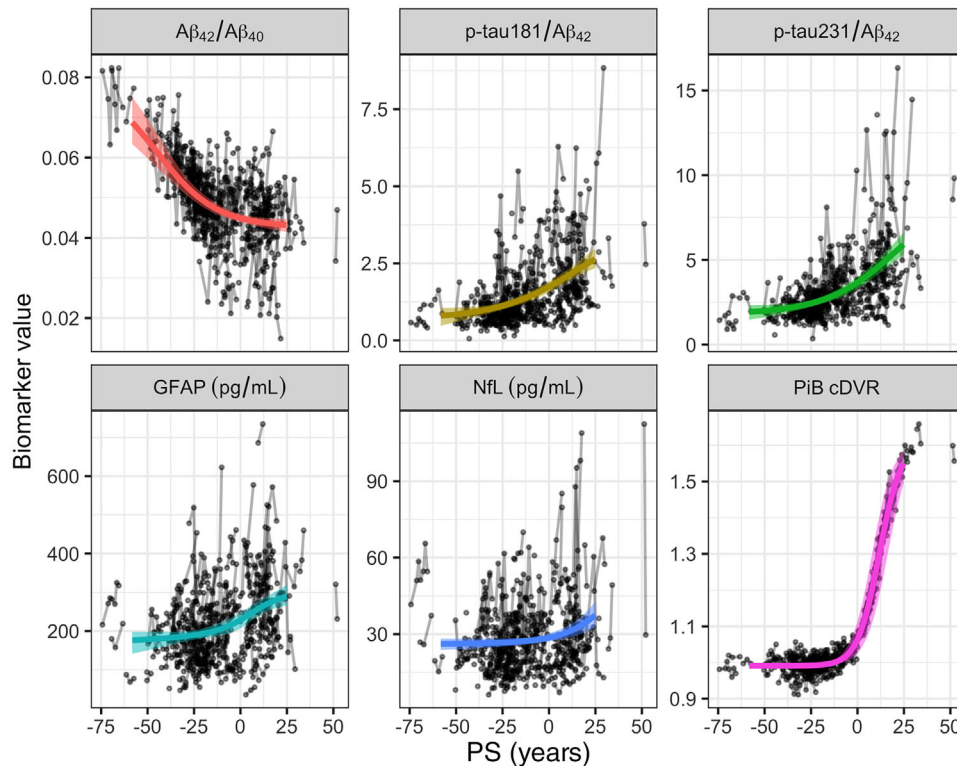 Aβ₄₂/Aβ₄₀
p-tau181/Aβ₄₂
p-tau231/Aβ₄₂
0.08
0.06
0.04
0.02
7.5
5.0
2.5
0.0
15
10
5
0
Biomarker value
GFAP (pg/mL)
NfL (pg/mL)
PiB cDVR
600
400
200
90
60
30
1.5
1.3
1.1
0.9
-75 -50 -25 0 25 50
-75 -50 -25 0 25 50
-75 -50 -25 0 25 50
PS (years)